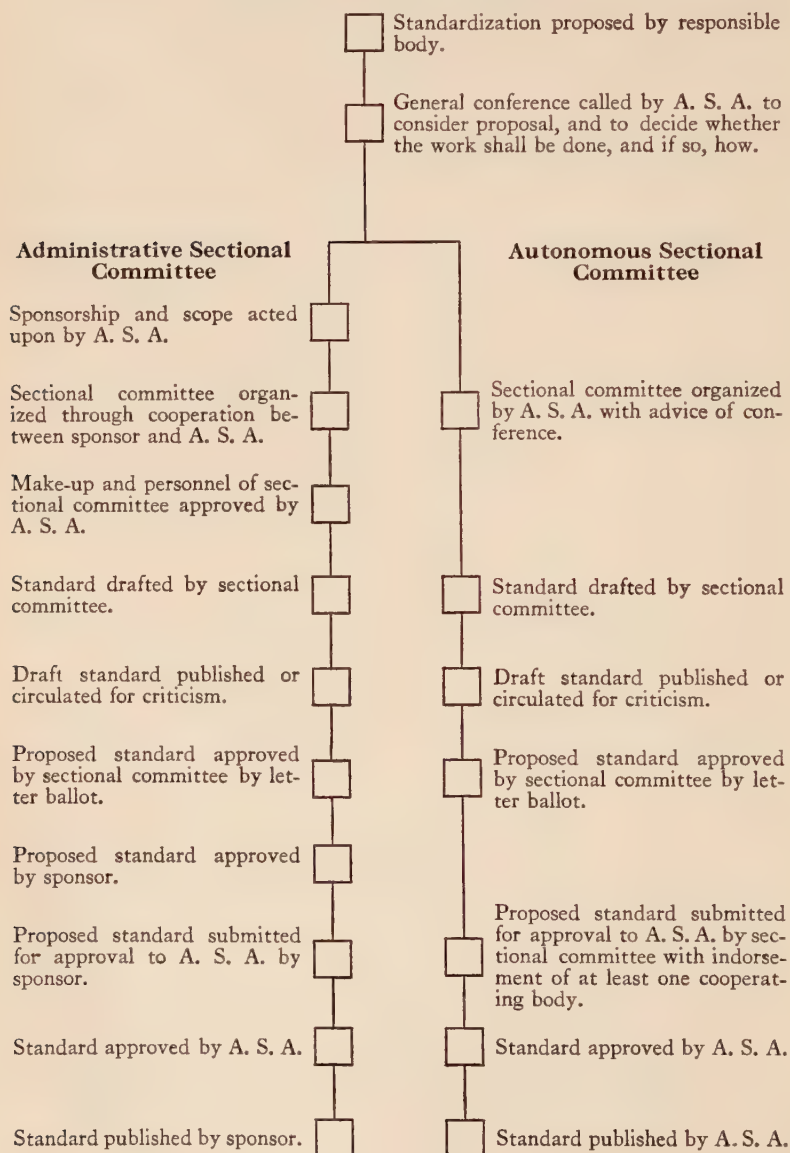 Standardization proposed by responsible
body.
General conference called by A. S. A. to
consider proposal, and to decide whether
the work shall be done, and if so, how.
Administrative Sectional
Committee
Sponsorship and scope acted
upon by A. S. A.
Sectional committee organ-
ized through cooperation be-
tween sponsor and A. S. A.
Make-up and personnel of sec-
tional committee approved by
A. S. A.
Standard drafted by sectional
committee.
Draft standard published or
circulated for criticism.
Proposed standard approved
by sectional committee by let-
ter ballot.
Proposed standard approved
by sponsor.
Proposed standard submitted
for approval to A. S. A. by
sponsor.
Standard approved by A. S. A.
Standard published by sponsor.
Autonomous Sectional
Committee
Sectional committee organized
by A. S. A. with advice of con-
ference.
Standard drafted by sectional
committee.
Draft standard published or
circulated for criticism.
Proposed standard approved
by sectional committee by let-
ter ballot.
Proposed standard submitted
for approval to A. S. A. by sec-
tional committee with indorse-
ment of at least one cooperat-
ing body.
Standard approved by A. S. A.
Standard published by A. S. A.